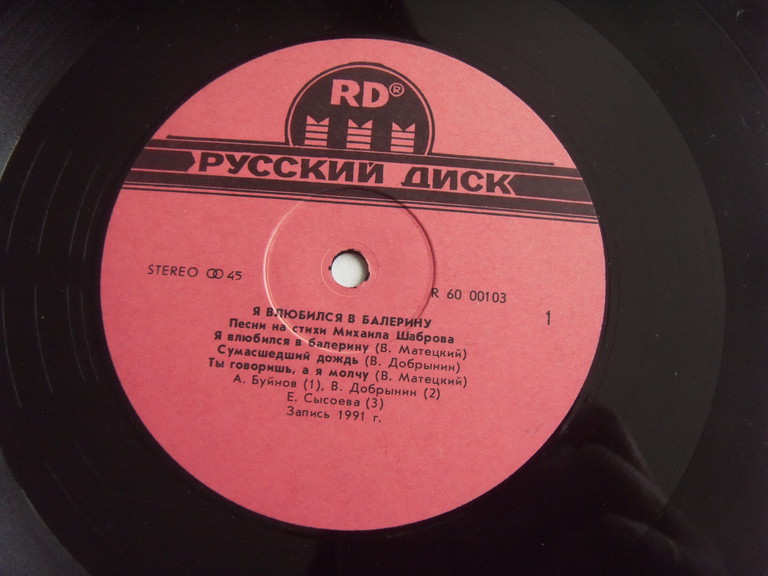 RD®
РУССКИЙ ДИСК
STEREO 45
R 60 00103
1
Я ВЛЮБИЛСЯ В БАЛЕРИНУ
Песни на стихи Михаила Шаброва
Я влюбился в балерину (В. Матецкий)
Сумасшедший дождь (В. Добрынин)
Ты говоришь, а я молчу (В. Матецкий)
А. Буйнов (1), В. Добрынин (2)
Е. Сысоева (3)
Запись 1991 г.